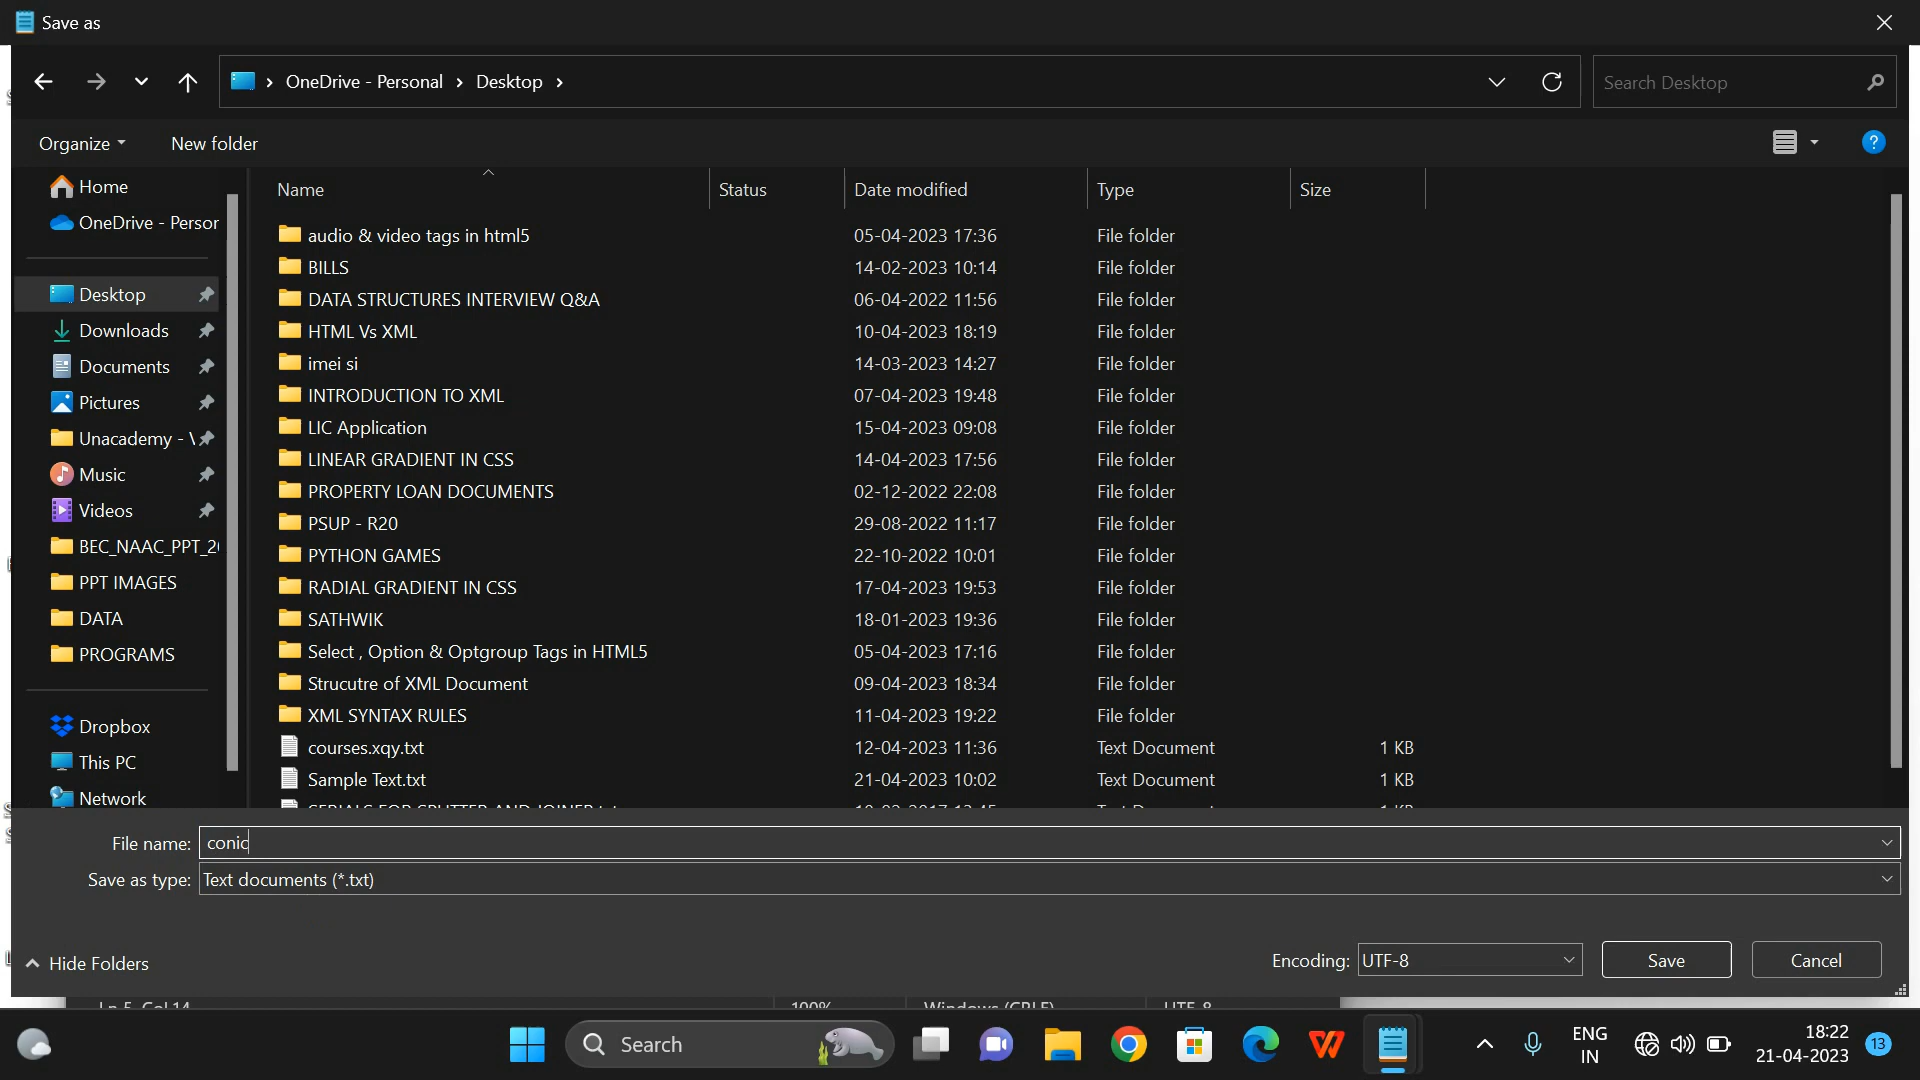 Save as
OneDrive - Personal Desktop
Search Desktop
Organize
New folder
Home
OneDrive - Persor
Desktop
Downloads
Documents
Pictures
Unacademy - \
Music
Videos
BEC_NAAC_PPT_20
PPT IMAGES
DATA
PROGRAMS
Dropbox
This PC
Network
Name Status Date modified Type Size
audio & video tags in html5 05-04-2023 17:36 File folder
BILLS 14-02-2023 10:14 File folder
DATA STRUCTURES INTERVIEW Q&A 06-04-2022 11:56 File folder
HTML Vs XML 10-04-2023 18:19 File folder
imei si 14-03-2023 14:27 File folder
INTRODUCTION TO XML 07-04-2023 19:48 File folder
LIC Application 15-04-2023 09:08 File folder
LINEAR GRADIENT IN CSS 14-04-2023 17:56 File folder
PROPERTY LOAN DOCUMENTS 02-12-2022 22:08 File folder
PSUP - R20 29-08-2022 11:17 File folder
PYTHON GAMES 22-10-2022 10:01 File folder
RADIAL GRADIENT IN CSS 17-04-2023 19:53 File folder
SATHWIK 18-01-2023 19:36 File folder
Select , Option & Optgroup Tags in HTML5 05-04-2023 17:16 File folder
Strucutre of XML Document 09-04-2023 18:34 File folder
XML SYNTAX RULES 11-04-2023 19:22 File folder
courses.xqy.txt 12-04-2023 11:36 Text Document 1 KB
Sample Text.txt 21-04-2023 10:02 Text Document 1 KB
File name: conic
Save as type: Text documents (*.txt)
Hide Folders
Encoding: UTF-8
Save
Cancel
Search
ENG
IN
18:22
21-04-2023
13